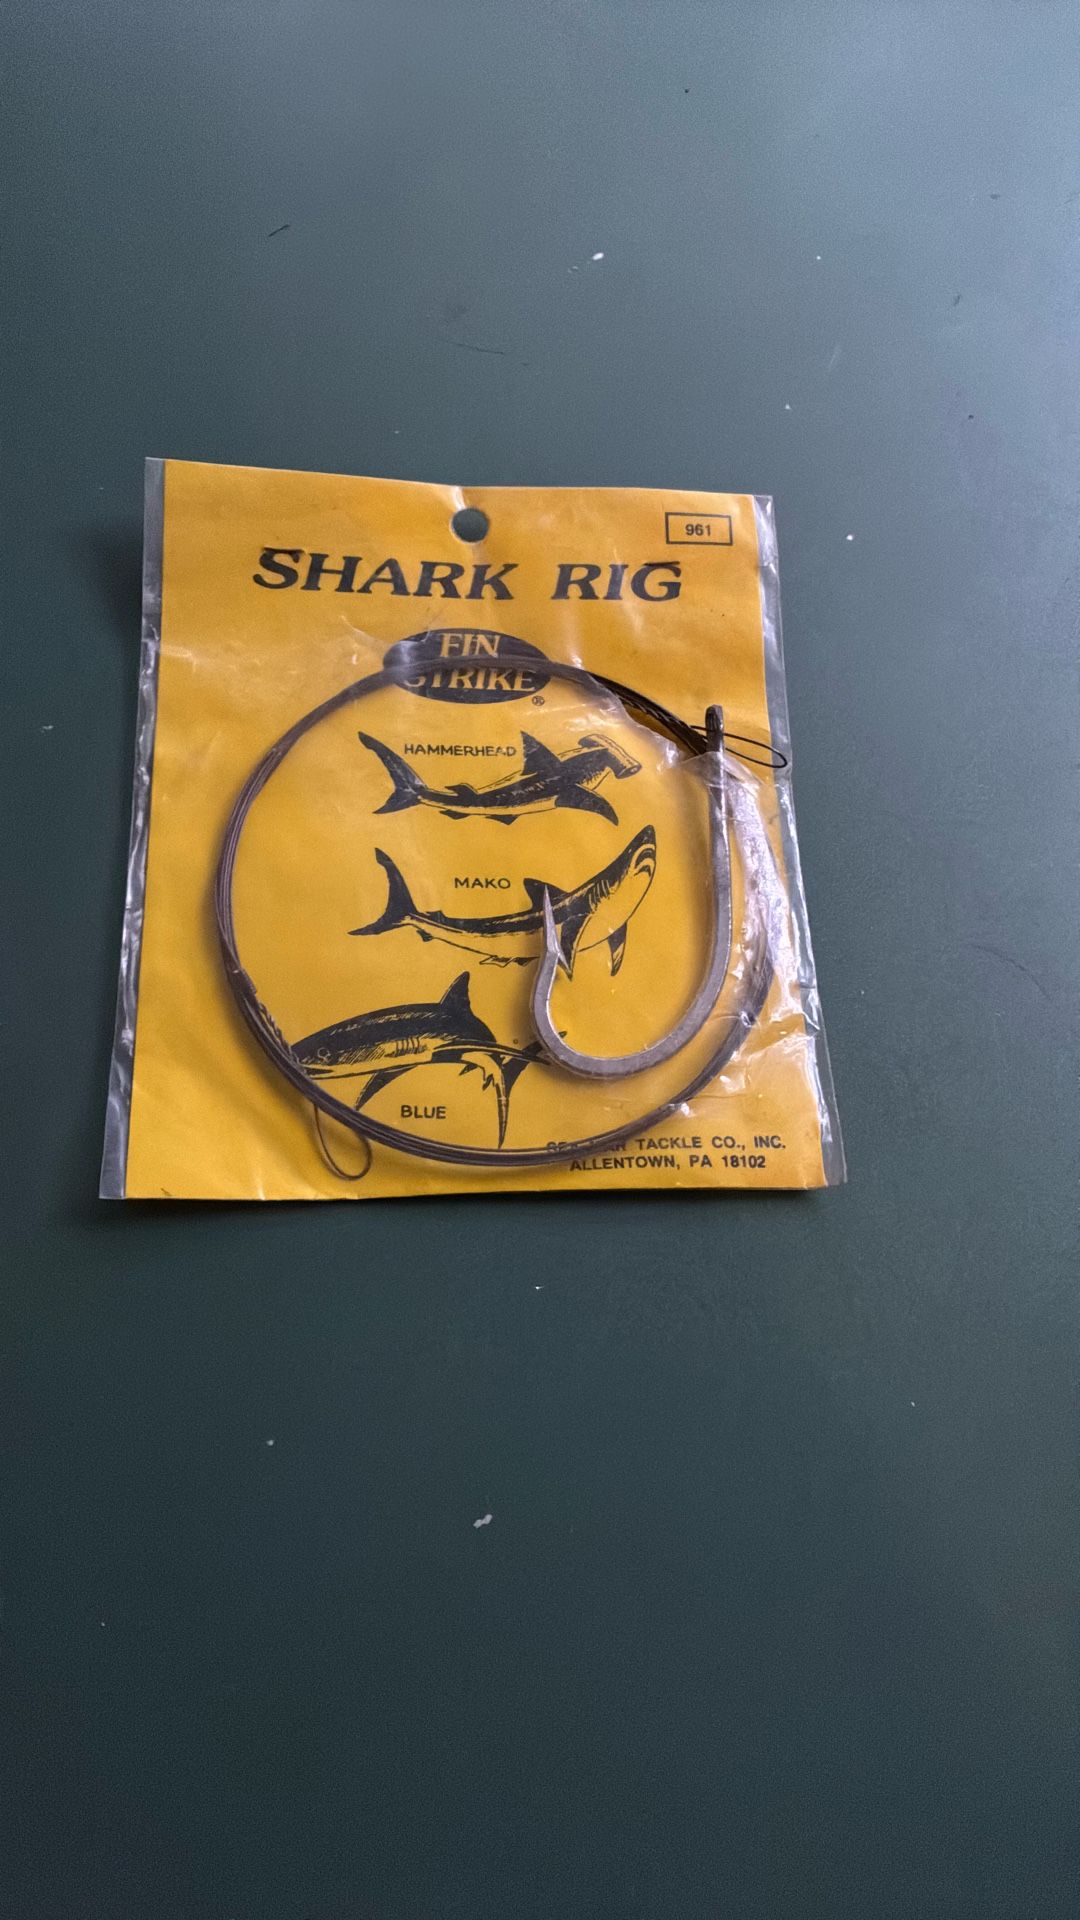 961
SHARK RIG
FIN
STRIKE
®
HAMMERHEAD
MAKO
BLUE
TACKLE CO., INC.
ALLENTOWN, PA 18102